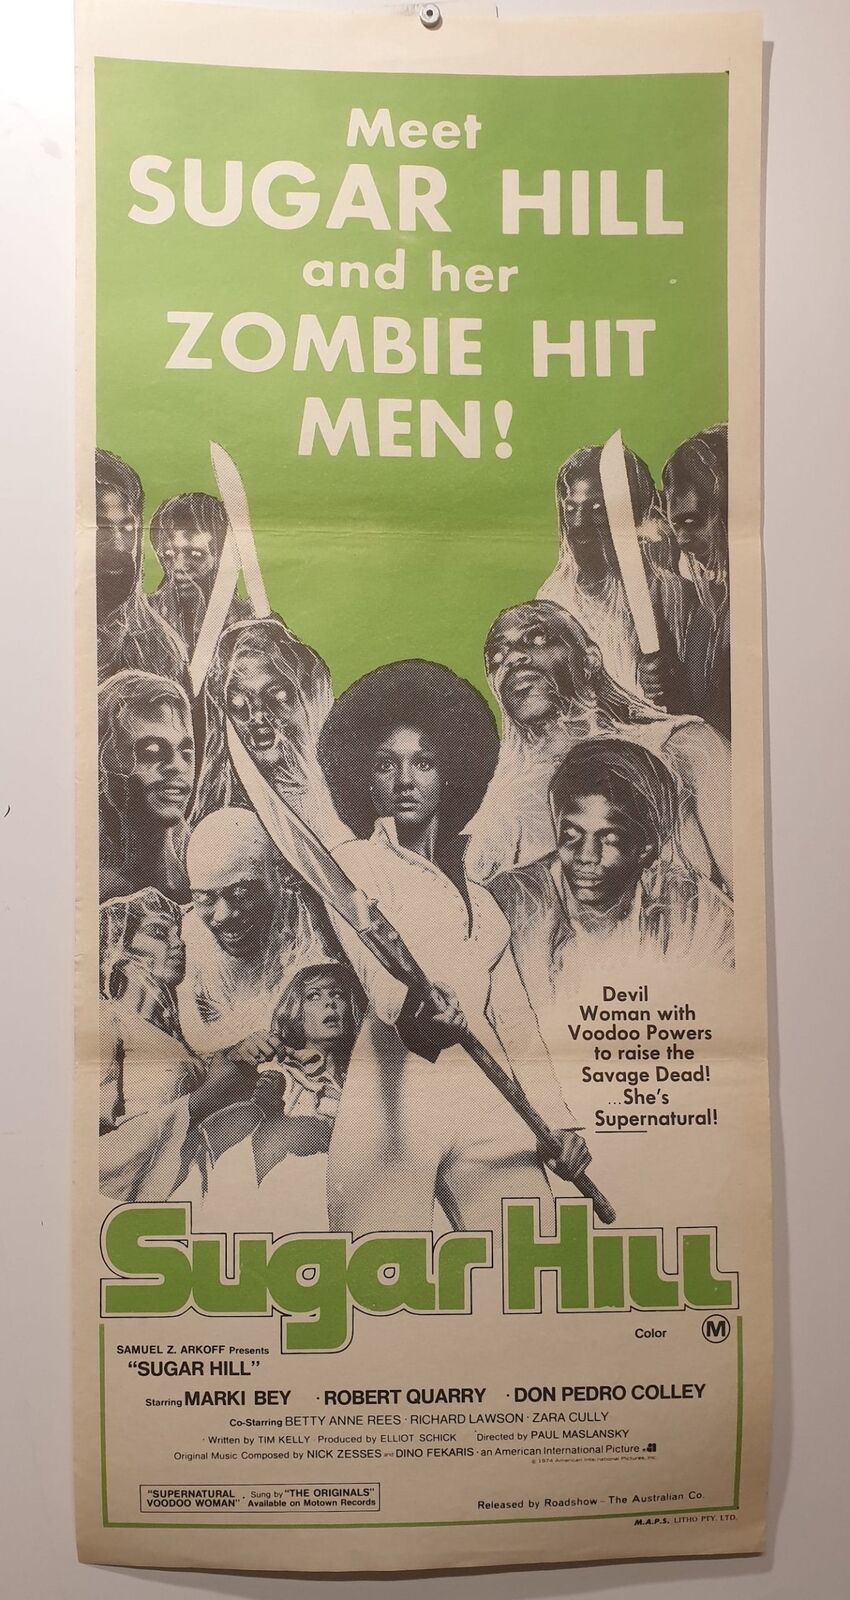 Meet
SUGAR HILL
and her
ZOMBIE HIT
MEN!
Devil
Woman with
Voodoo Powers
to raise the
Savage Dead!
...She's
Supernatural!
Sugar Hill
Color M
SAMUEL Z. ARKOFF Presents
"SUGAR HILL"
Starring MARKI BEY · ROBERT QUARRY · DON PEDRO COLLEY
Co-Starring BETTY ANNE REES · RICHARD LAWSON · ZARA CULLY
· Written by TIM KELLY · Produced by ELLIOT SCHICK · Directed by PAUL MASLANSKY
Original Music Composed by NICK ZESSES and DINO FEKARIS · an American International Picture
© 1974 American International Pictures, Inc.
"SUPERNATURAL . Sung by "THE ORIGINALS"
VOODOO WOMAN" . Available on Motown Records
Released by Roadshow – The Australian Co.
M.A.P.S. LITHO PTY. LTD.